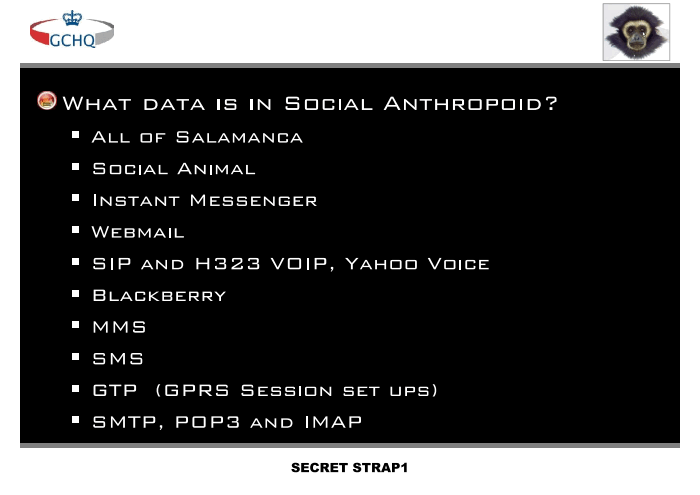 GCHQ
What data is in Social Anthropoid?
All of Salamanca
Social Animal
Instant Messenger
Webmail
SIP and H323 VOIP, Yahoo Voice
Blackberry
MMS
SMS
GTP (GPRS Session set ups)
SMTP, POP3 and IMAP
SECRET STRAP1